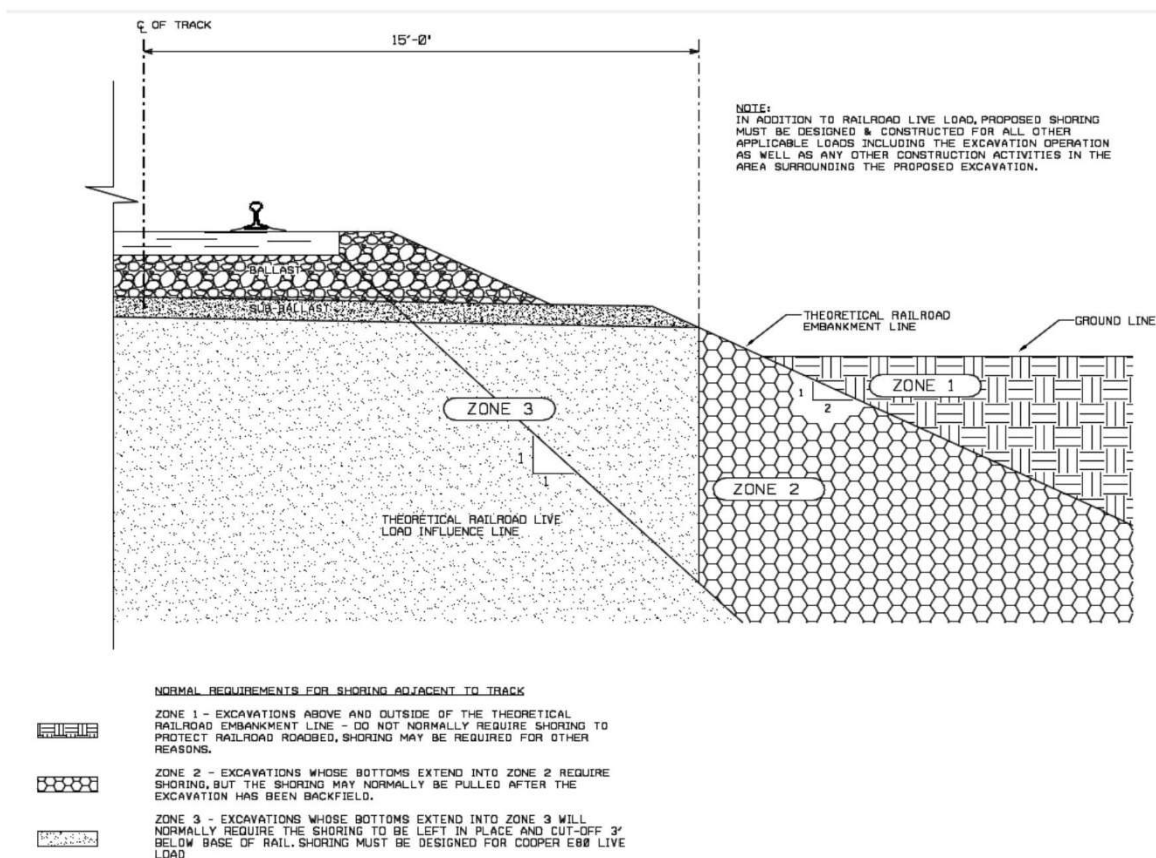 ℄ OF TRACK
15'-0"
NOTE:
IN ADDITION TO RAILROAD LIVE LOAD, PROPOSED SHORING
MUST BE DESIGNED & CONSTRUCTED FOR ALL OTHER
APPLICABLE LOADS INCLUDING THE EXCAVATION OPERATION
AS WELL AS ANY OTHER CONSTRUCTION ACTIVITIES IN THE
AREA SURROUNDING THE PROPOSED EXCAVATION.
BALLAST
SUB BALLAST
THEORETICAL RAILROAD
EMBANKMENT LINE
GROUND LINE
ZONE 1
1
2
ZONE 3
1
1
ZONE 2
THEORETICAL RAILROAD LIVE
LOAD INFLUENCE LINE
NORMAL REQUIREMENTS FOR SHORING ADJACENT TO TRACK
ZONE 1 - EXCAVATIONS ABOVE AND OUTSIDE OF THE THEORETICAL
RAILROAD EMBANKMENT LINE - DO NOT NORMALLY REQUIRE SHORING TO
PROTECT RAILROAD ROADBED, SHORING MAY BE REQUIRED FOR OTHER
REASONS.
ZONE 2 - EXCAVATIONS WHOSE BOTTOMS EXTEND INTO ZONE 2 REQUIRE
SHORING, BUT THE SHORING MAY NORMALLY BE PULLED AFTER THE
EXCAVATION HAS BEEN BACKFIELD.
ZONE 3 - EXCAVATIONS WHOSE BOTTOMS EXTEND INTO ZONE 3 WILL
NORMALLY REQUIRE THE SHORING TO BE LEFT IN PLACE AND CUT-OFF 3'
BELOW BASE OF RAIL. SHORING MUST BE DESIGNED FOR COOPER E80 LIVE
LOAD